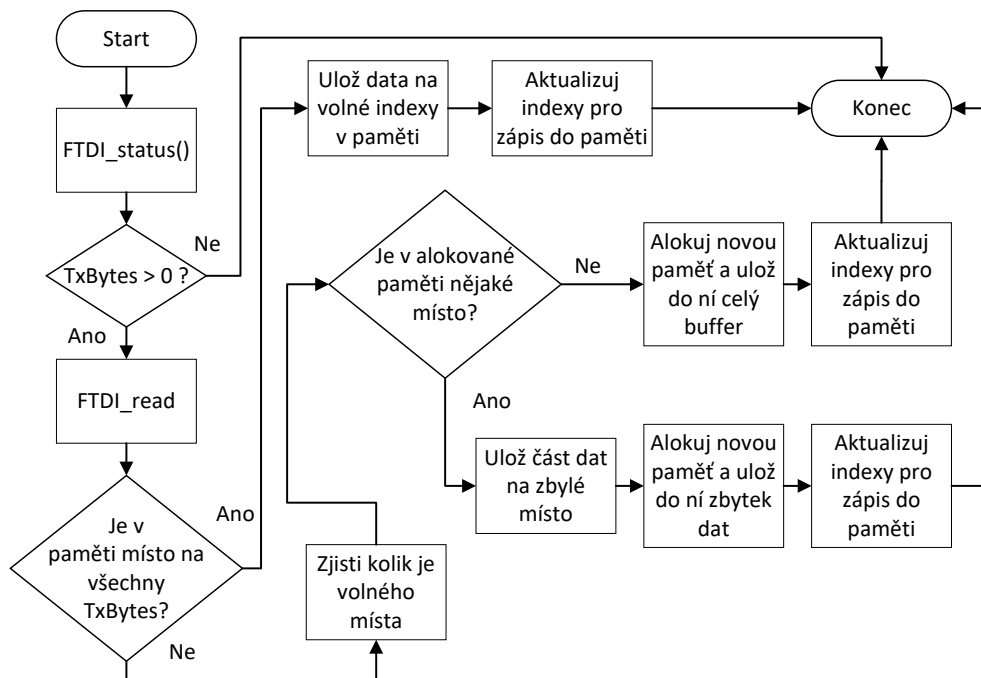 Start
FTDI_status()
TxBytes > 0 ?
Ne
Ano
FTDI_read
Je v
paměti místo na
všechny
TxBytes?
Ano
Ne
Ulož data na
volné indexy
v paměti
Aktualizuj
indexy pro
zápis do paměti
Konec
Zjisti kolik je
volného
místa
Je v alokované
paměti nějaké
místo?
Ne
Alokuj novou
paměť a ulož
do ní celý
buffer
Aktualizuj
indexy pro
zápis do
paměti
Ano
Ulož část dat
na zbylé
místo
Alokuj novou
paměť a ulož
do ní zbytek
dat
Aktualizuj
indexy pro
zápis do
paměti